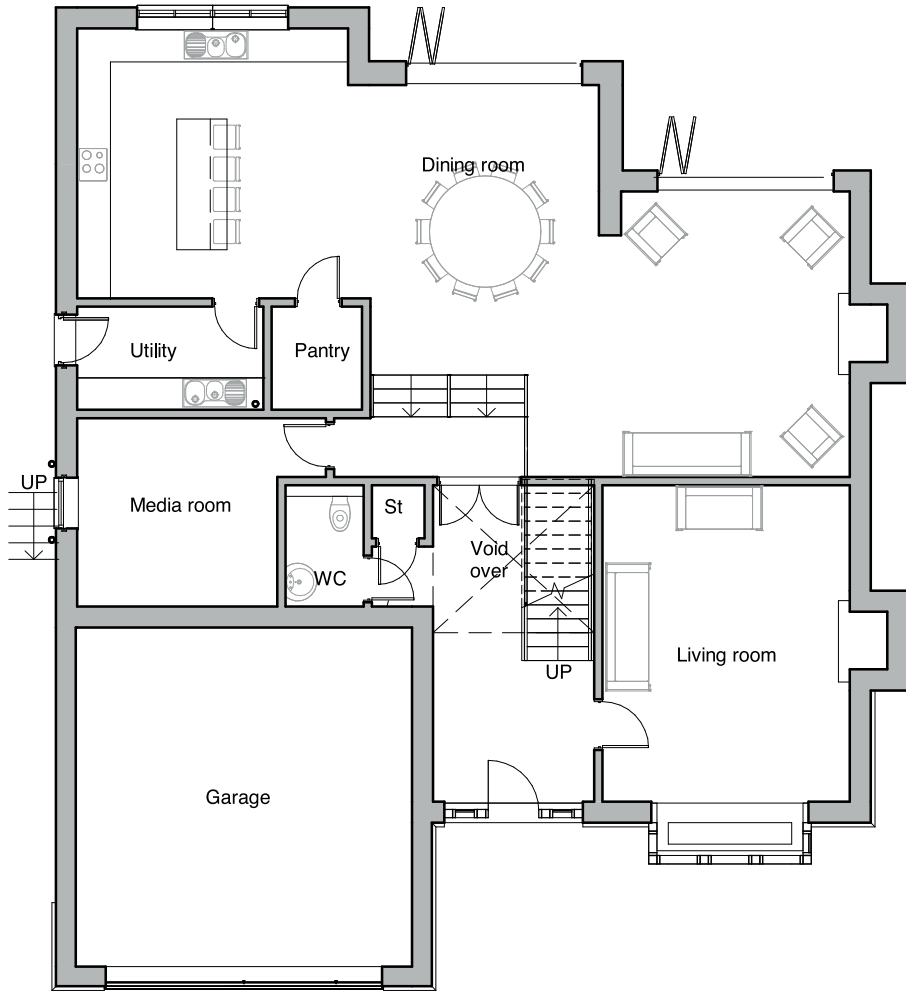 Dining room
Utility
Pantry
UP
Media room
St
Void
over
WC
Living room
UP
Garage